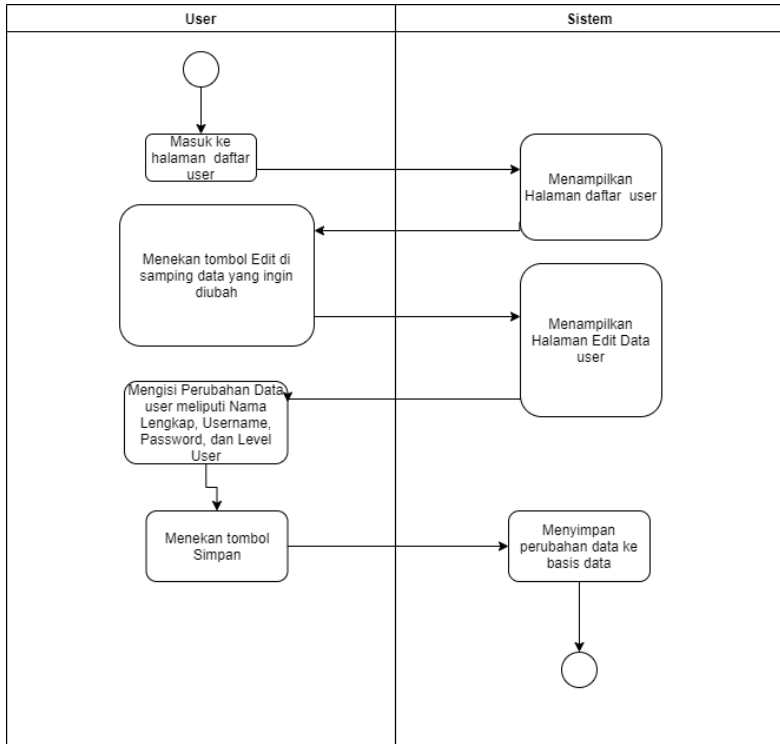 User
Sistem
Masuk ke
halaman daftar
user
Menampilkan
Halaman daftar user
Menekan tombol Edit di
samping data yang ingin
diubah
Menampilkan
Halaman Edit Data
user
Mengisi Perubahan Data
user meliputi Nama
Lengkap, Username,
Password, dan Level
User
Menekan tombol
Simpan
Menyimpan
perubahan data ke
basis data